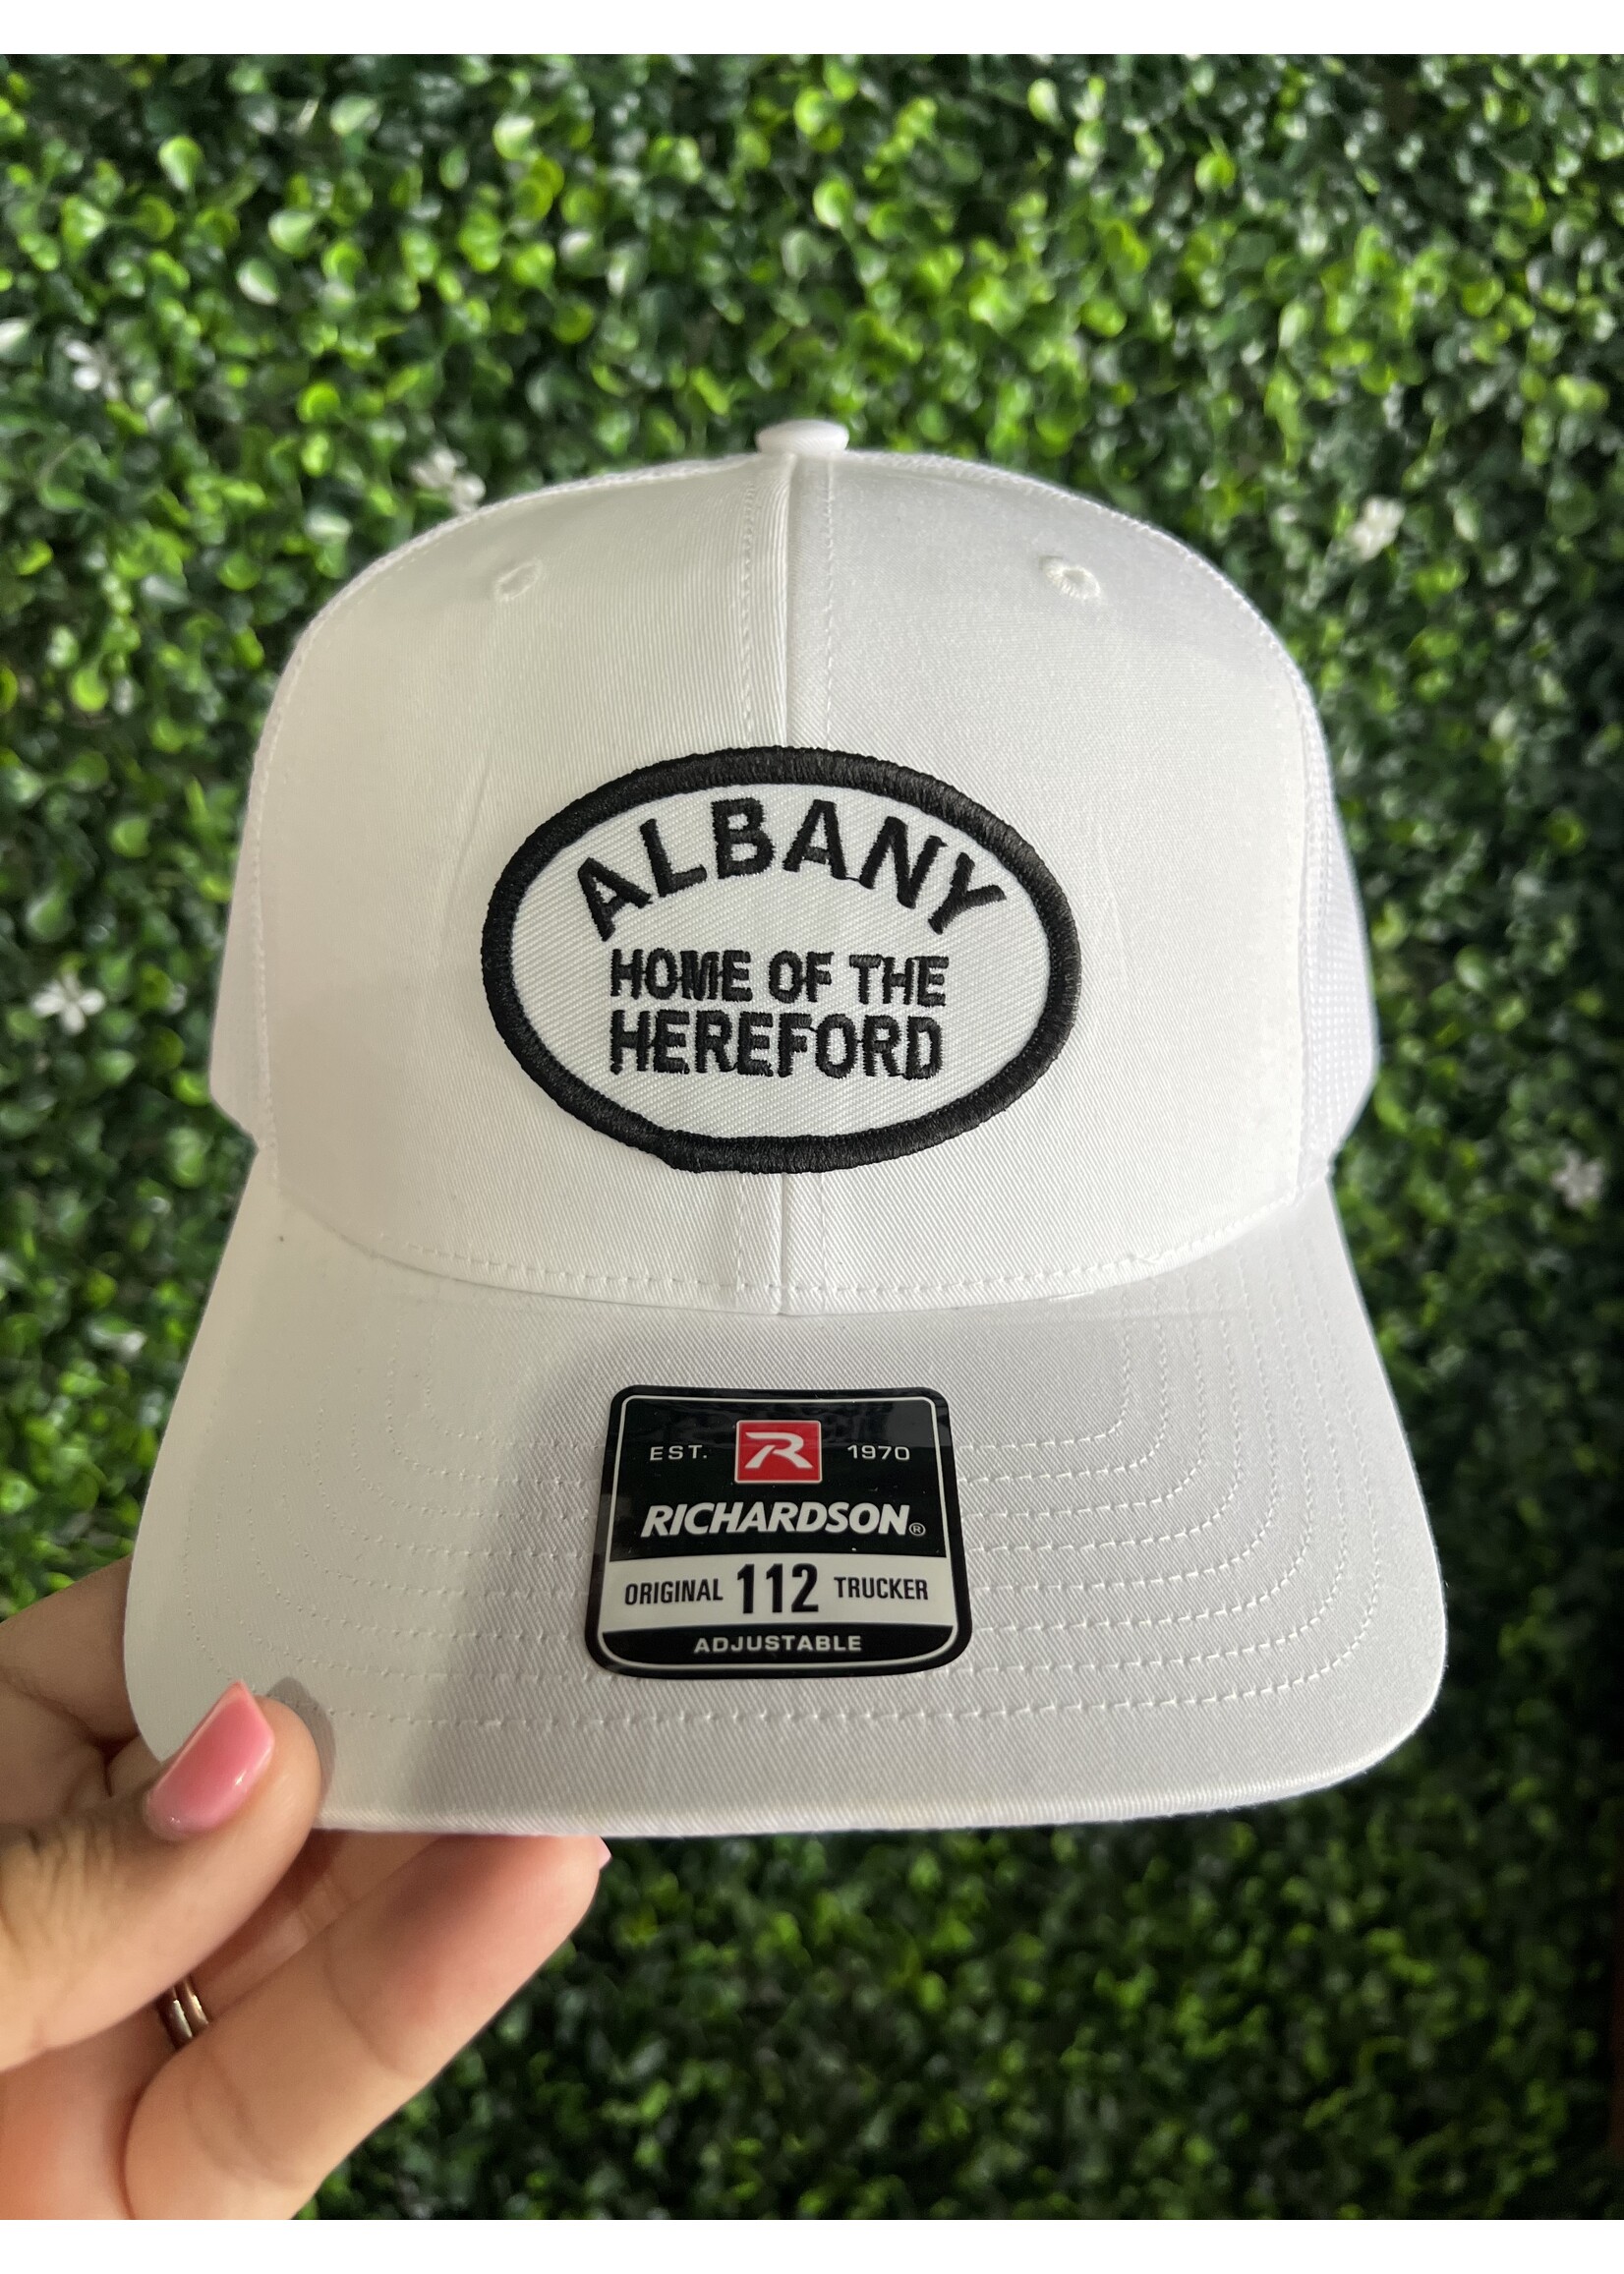 ALBANY
HOME OF THE
HEREFORD
EST. R 1970
RICHARDSON®
ORIGINAL 112 TRUCKER
ADJUSTABLE